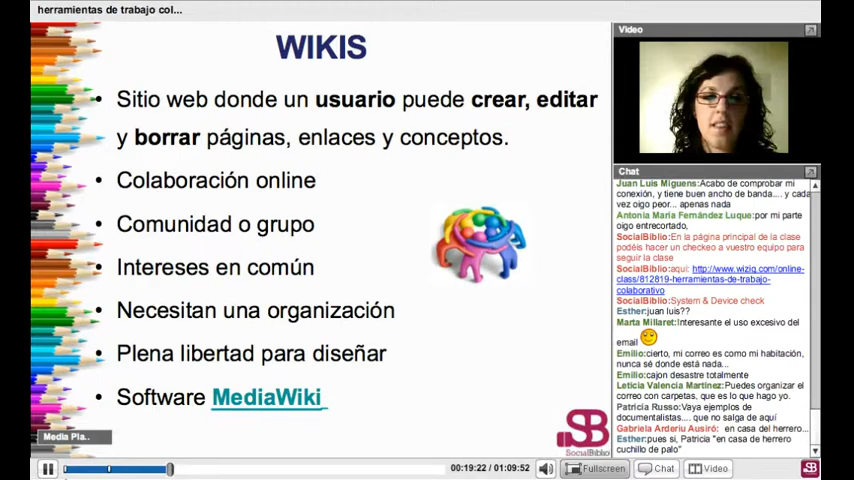 herramientas de trabajo col...
WIKIS
• Sitio web donde un usuario puede crear, editar
y borrar páginas, enlaces y conceptos.
• Colaboración online
• Comunidad o grupo
• Intereses en común
• Necesitan una organización
• Plena libertad para diseñar
• Software MediaWiki
Media Pla..
SB
SocialBiblio
Video
Chat
Juan Luis Miguens:Acabo de comprobar mi
conexión, y tiene buen ancho de banda.... y cada
vez oigo peor... apenas nada
Antonia Maria Fernández Luque:por mi parte
oigo entrecortado,
SocialBiblio:En la página principal de la clase
podéis hacer un checkeo a vuestro equipo para
seguir la clase
SocialBiblio:aqui: http://www.wiziq.com/online-
class/812819-herramientas-de-trabajo-
colaborativo
SocialBiblio:System & Device check
Esther:juan luis??
Marta Millaret:Interesante el uso excesivo del
email
Emilio:cierto, mi correo es como mi habitación,
nunca sé donde está nada...
Emilio:cajon desastre totalmente
Leticia Valencia Martínez:Puedes organizar el
correo con carpetas, que es lo que hago yo.
Patricia Russo:Vaya ejemplos de
documentalistas.... que no salga de aquí
Gabriela Arderiu Ausiró: en casa del herrero...
Esther:pues si, Patricia "en casa de herrero
cuchillo de palo"
00:19:22 / 01:09:52
Fullscreen
Chat
Video
SB